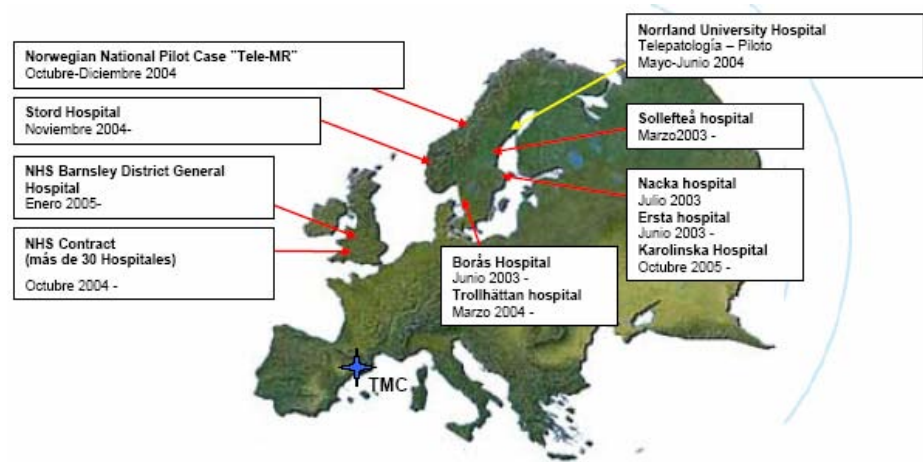 Norwegian National Pilot Case "Tele-MR"
Octubre-Diciembre 2004
Stord Hospital
Noviembre 2004-
NHS Barnsley District General
Hospital
Enero 2005-
NHS Contract
(más de 30 Hospitales)
Octubre 2004 -
Norrland University Hospital
Telepatología – Piloto
Mayo-Junio 2004
Sollefteå hospital
Marzo2003 -
Nacka hospital
Julio 2003
Ersta hospital
Junio 2003 -
Karolinska Hospital
Octubre 2005 -
Borås Hospital
Junio 2003 -
Trollhättan hospital
Marzo 2004 -
TMC